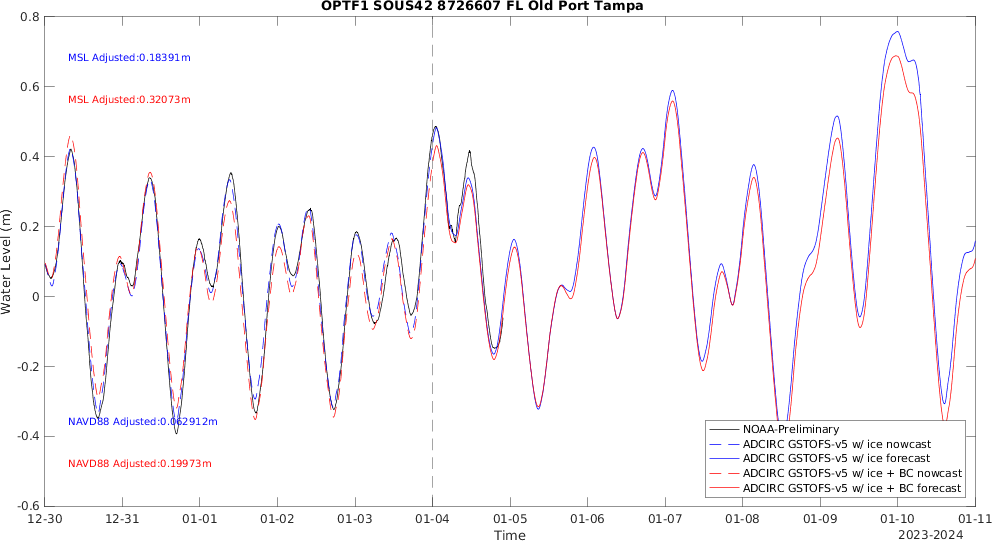 OPTF1 SOUS42 8726607 FL Old Port Tampa
0.8
0.6
0.4
0.2
0
-0.2
-0.4
-0.6
Water Level (m)
MSL Adjusted:0.18391m
MSL Adjusted:0.32073m
NAVD88 Adjusted:0.062912m
NAVD88 Adjusted:0.19973m
NOAA-Preliminary
ADCIRC GSTOFS-v5 w/ ice nowcast
ADCIRC GSTOFS-v5 w/ ice forecast
ADCIRC GSTOFS-v5 w/ ice + BC nowcast
ADCIRC GSTOFS-v5 w/ ice + BC forecast
12-30 12-31 01-01 01-02 01-03 01-04 01-05 01-06 01-07 01-08 01-09 01-10 01-11
Time
2023-2024